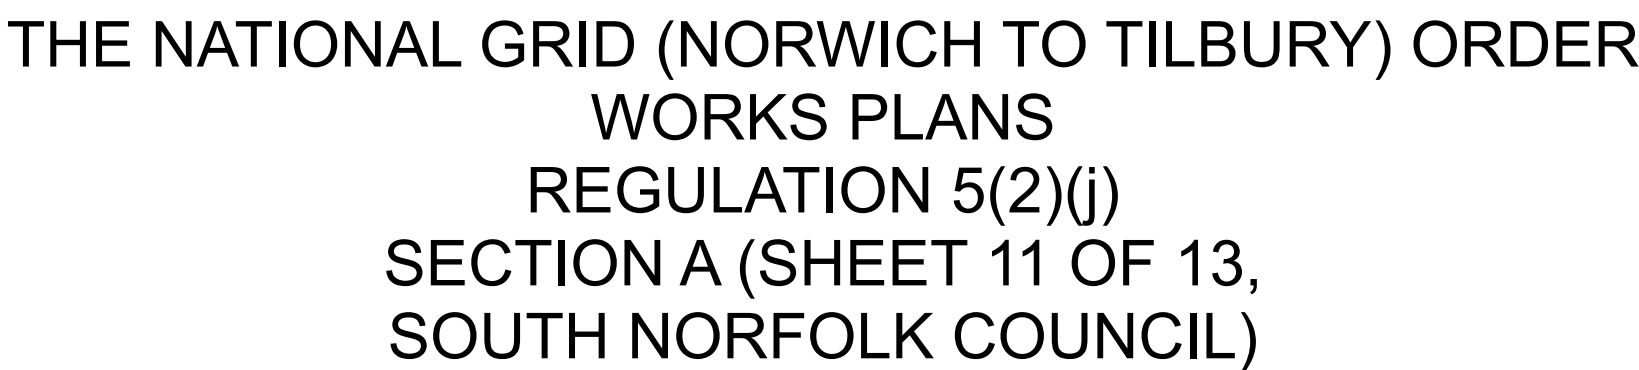 THE NATIONAL GRID (NORWICH TO TILBURY) ORDER
WORKS PLANS
REGULATION 5(2)(j)
SECTION A (SHEET 11 OF 13,
SOUTH NORFOLK COUNCIL)